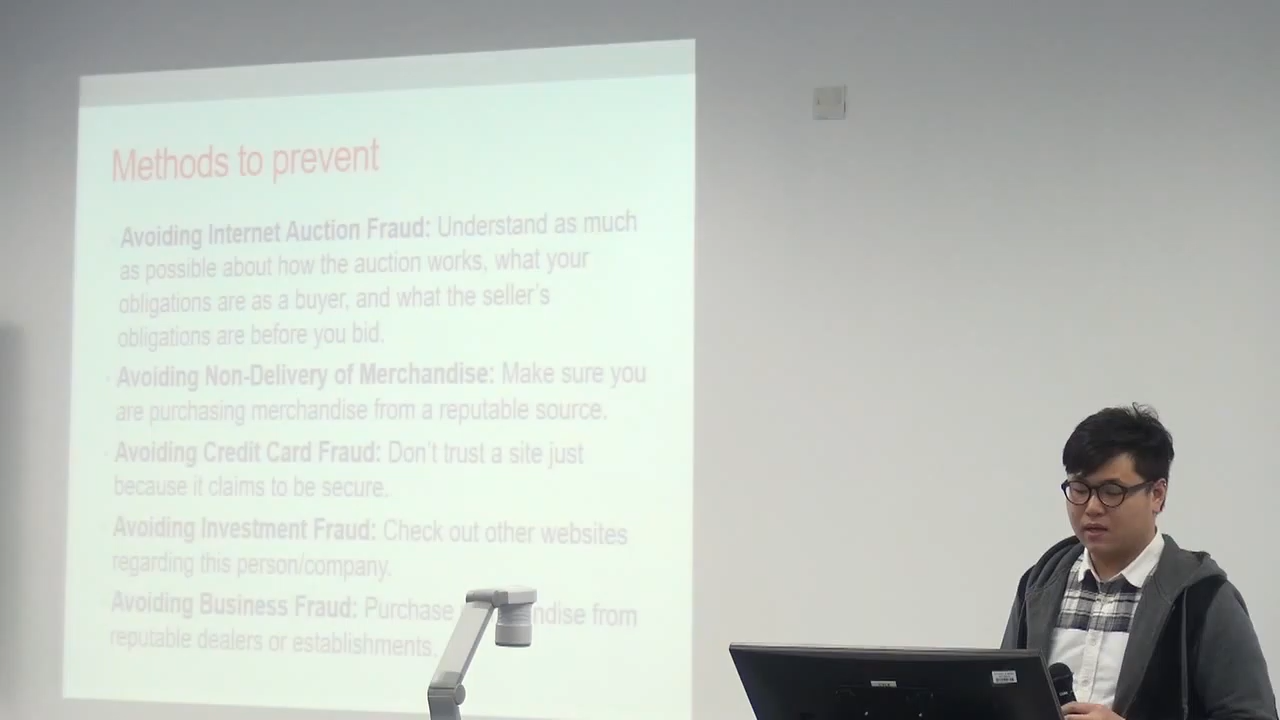 Methods to prevent
Avoiding Internet Auction Fraud: Understand as much
as possible about how the auction works, what your
obligations are as a buyer, and what the seller's
obligations are before you bid.
Avoiding Non-Delivery of Merchandise: Make sure you
are purchasing merchandise from a reputable source.
Avoiding Credit Card Fraud: Don't trust a site just
because it claims to be secure.
Avoiding Investment Fraud: Check out other websites
regarding this person/company.
Avoiding Business Fraud: Purchase from
reputable dealers or establishments.